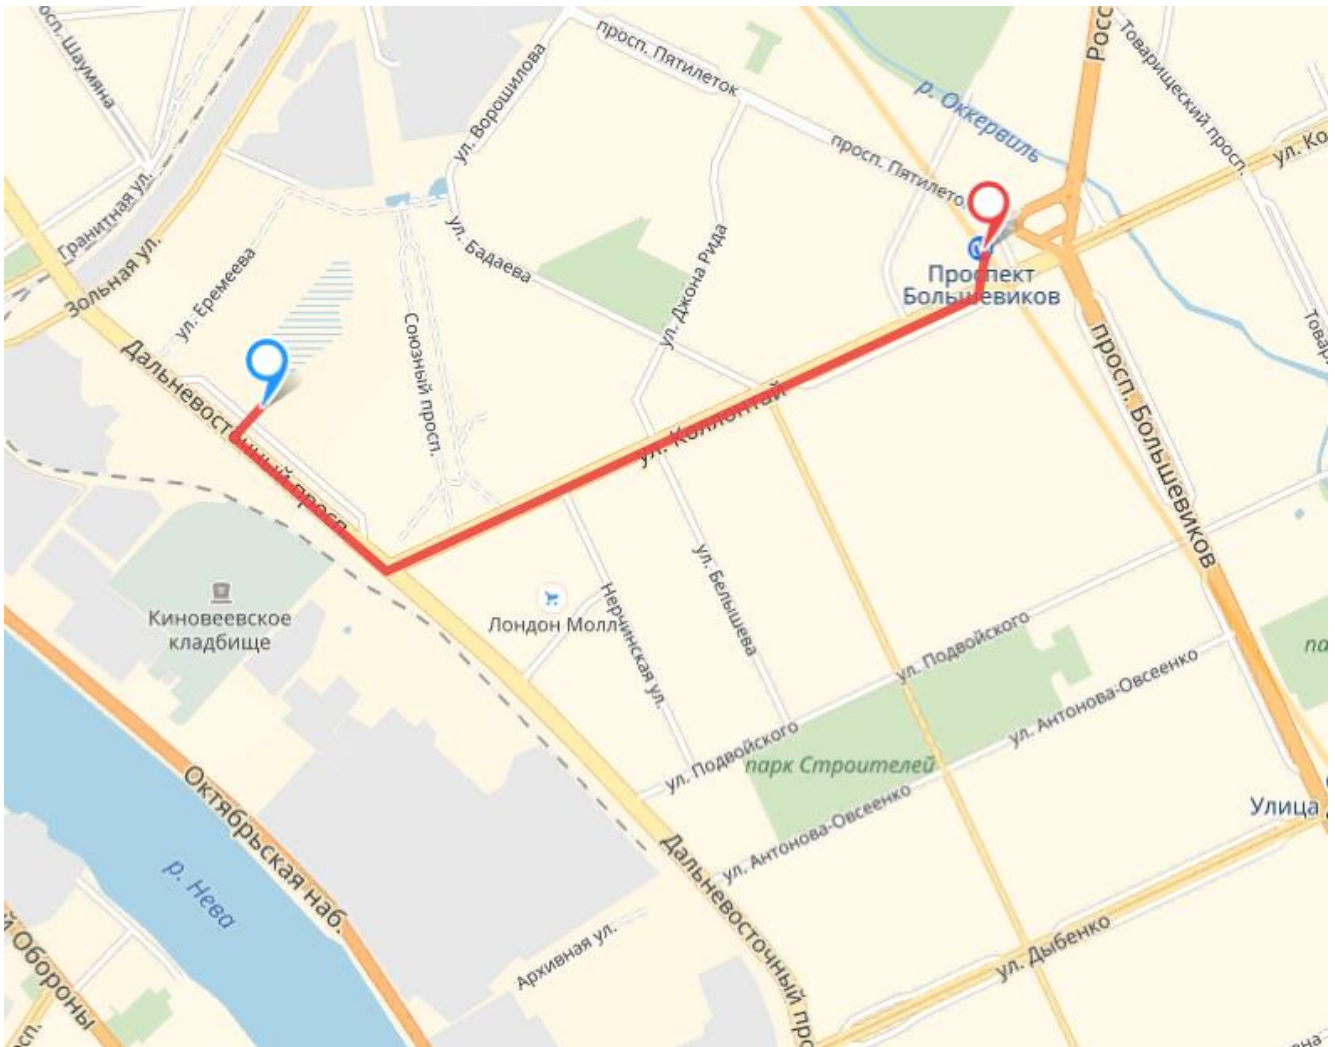 просп. Шаумяна
Гранитная ул.
Зольная ул.
ул. Еремеева
Дальневосточный просп.
Союзный просп.
ул. Ворошилова
ул. Бадаева
просп. Пятилеток
ул. Джона Рида
просп. Пятилеток
р. Оккервиль
Росс
Товарищеский просп.
ул. Ко
Проспект
Большевиков
Товар
просп. Большевиков
ул. Коллонтай
ул. Белышева
Нерчинская ул.
Лондон Молл
Киновеевское
кладбище
ул. Подвойского
ул. Антонова-Овсеенко
па
ул. Подвойского
парк Строителей
ул. Антонова-Овсеенко
Улица
Октябрьская наб.
р. Нева
Дальневосточный про
ул. Дыбенко
Архивная ул.
й Обороны
сп.